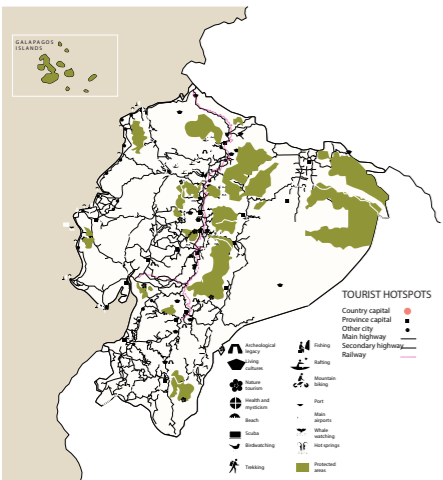 GALAPAGOS
ISLANDS
TOURIST HOTSPOTS
Country capital
Province capital
Other city
Main highway
Secondary highway
Railway
Archeological
legacy
Living
cultures
Nature
tourism
Health and
mysticism
Beach
Scuba
Birdwatching
Trekking
Fishing
Rafting
Mountain
biking
Port
Main
airports
Whale
watching
Hot springs
Protected
areas